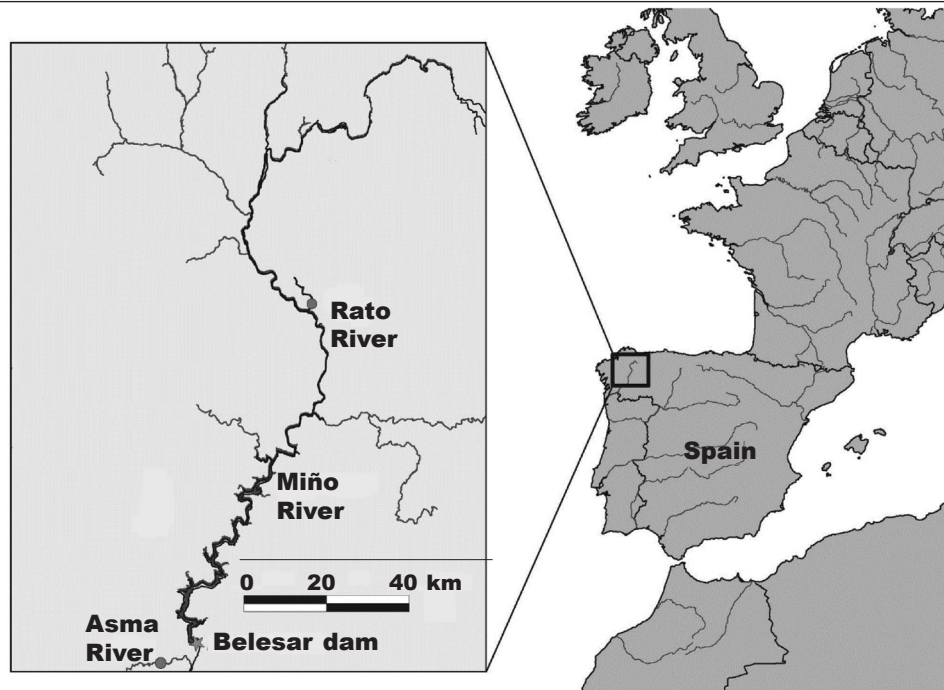 Rato
River
Spain
Miño
River
0 20 40 km
Asma
River
Belesar dam